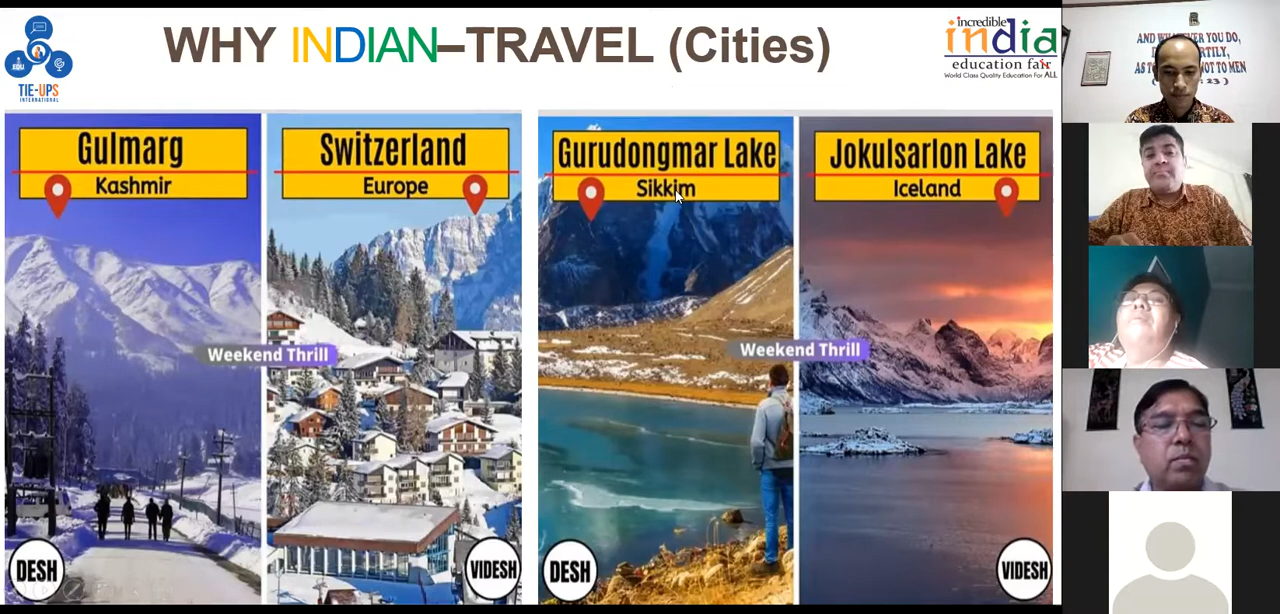 WHY INDIAN–TRAVEL (Cities)
TIE-UPS
INTERNATIONAL
incredible
india
education fair
World Class Quality Education For ALL
Gulmarg
Kashmir
Switzerland
Europe
Weekend Thrill
DESH
VIDESH
Gurudongmar Lake
Sikkim
Jokulsarlon Lake
Iceland
Weekend Thrill
DESH
VIDESH
AND WHATEVER YOU DO,
NOT TO MEN